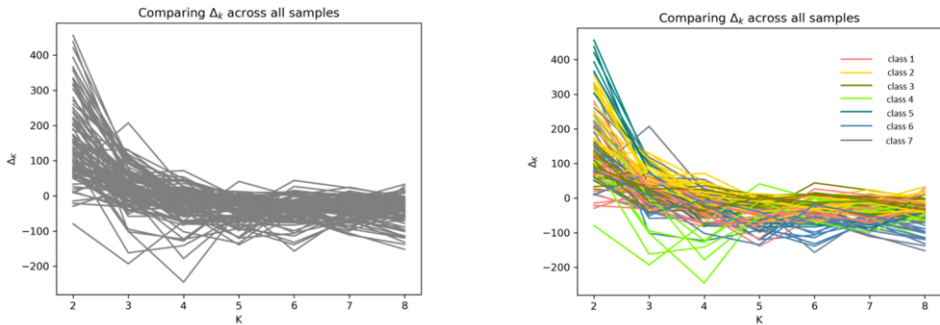 Comparing Δₖ across all samples
400
300
200
100
0
−100
−200
Δₖ
2 3 4 5 6 7 8
K
Comparing Δₖ across all samples
400
300
200
100
0
−100
−200
Δₖ
class 1
class 2
class 3
class 4
class 5
class 6
class 7
2 3 4 5 6 7 8
K